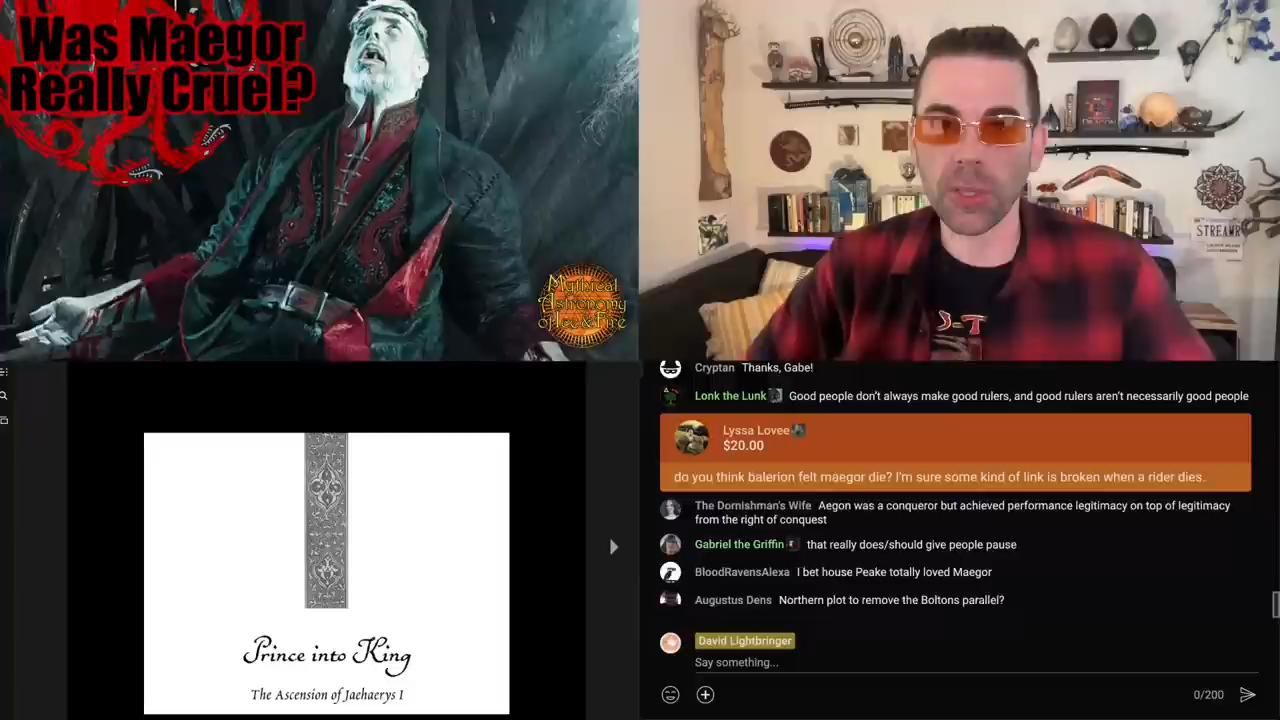 Was Maegor
Really Cruel?
Mythical
Astronomy
of Ice & Fire
DRAGON
STREAMR
Prince into King
The Ascension of Jaehaerys I
Cryptan Thanks, Gabe!
Lonk the Lunk Good people don't always make good rulers, and good rulers aren't necessarily good people
Lyssa Lovee
$20.00
do you think balerion felt maegor die? I'm sure some kind of link is broken when a rider dies.
The Dornishman's Wife Aegon was a conqueror but achieved performance legitimacy on top of legitimacy
from the right of conquest
Gabriel the Griffin that really does/should give people pause
BloodRavensAlexa I bet house Peake totally loved Maegor
Augustus Dens Northern plot to remove the Boltons parallel?
David Lightbringer
Say something...
0/200